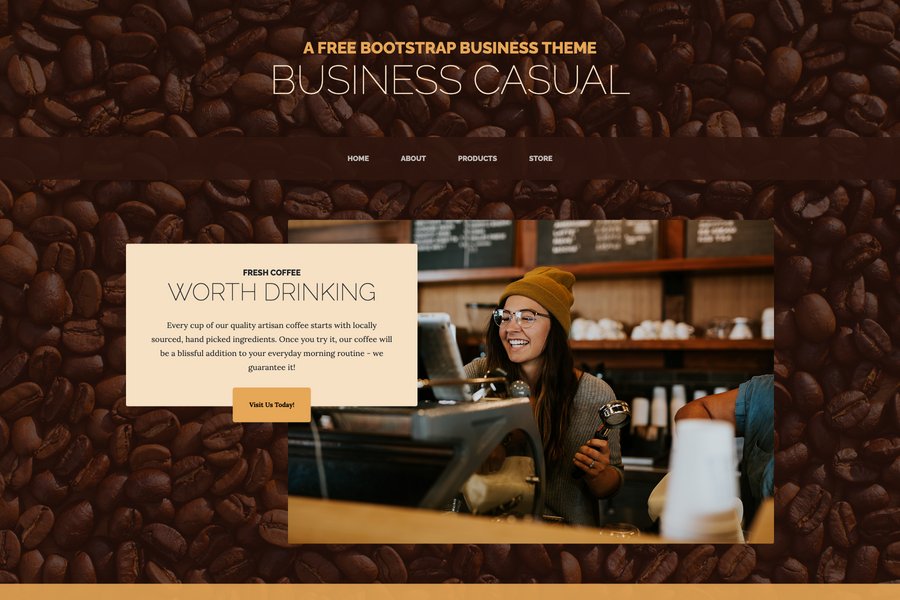 A FREE BOOTSTRAP BUSINESS THEME
BUSINESS CASUAL
HOME ABOUT PRODUCTS STORE
FRESH COFFEE
WORTH DRINKING
Every cup of our quality artisan coffee starts with locally
sourced, hand picked ingredients. Once you try it, our coffee will
be a blissful addition to your everyday morning routine - we
guarantee it!
Visit Us Today!